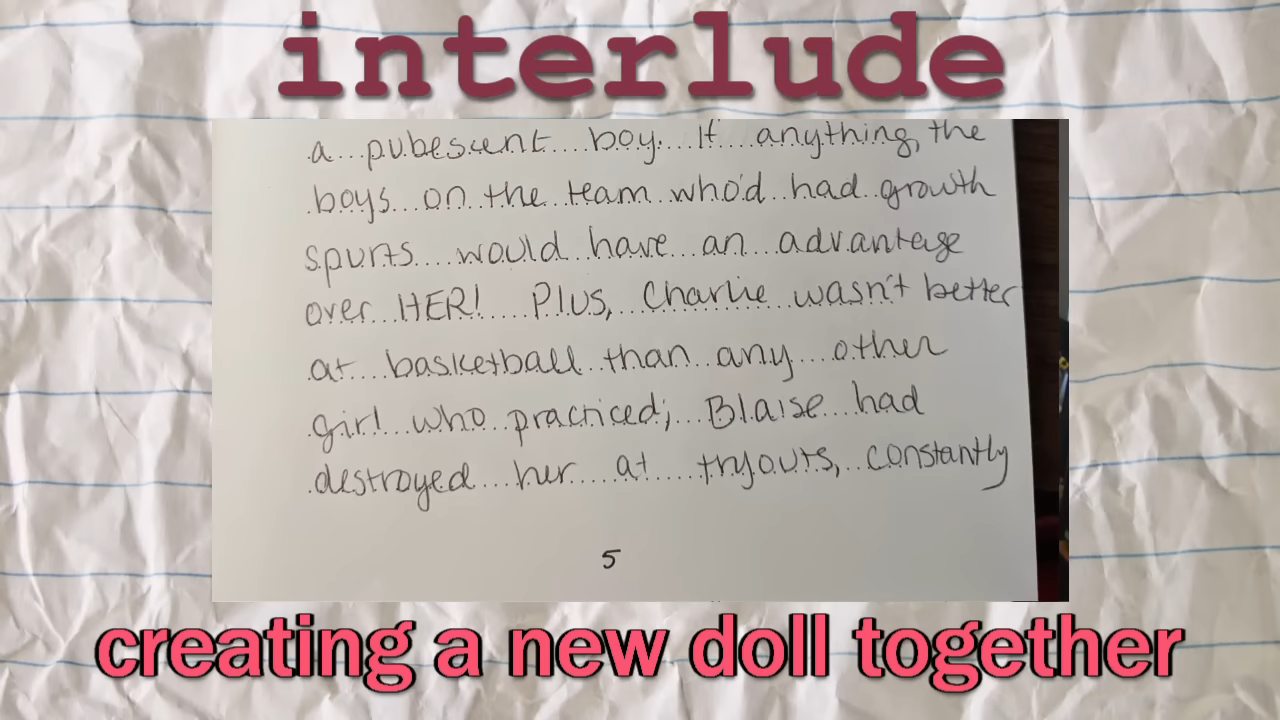 interlude
a pubescent boy. If anything, the
boys on the team who'd had growth
spurts would have an advantage
over HER! Plus, Charlie wasn't better
at basketball than any other
girl who practiced; Blaise had
destroyed her at tryouts, constantly
5
creating a new doll together